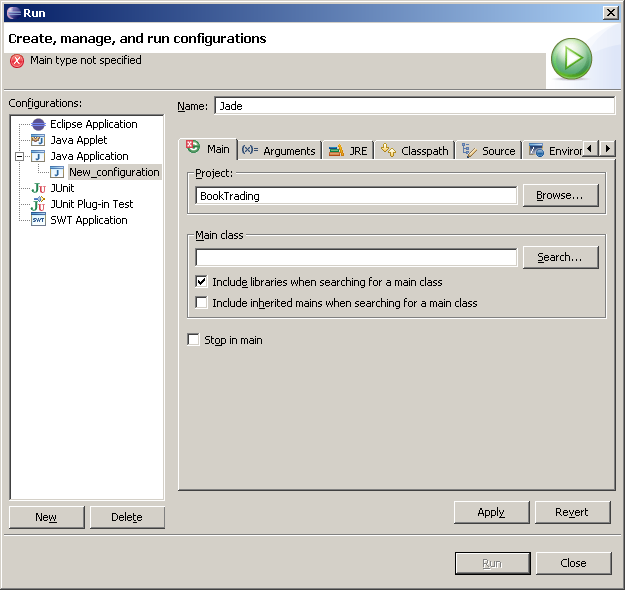 Run
Create, manage, and run configurations
Main type not specified
Configurations:
Eclipse Application
Java Applet
Java Application
New_configuration
JUnit
JUnit Plug-in Test
SWT Application
New
Delete
Name: Jade
Main
Arguments
JRE
Classpath
Source
Environ
Project:
BookTrading
Browse...
Main class
Search...
Include libraries when searching for a main class
Include inherited mains when searching for a main class
Stop in main
Apply
Revert
Run
Close